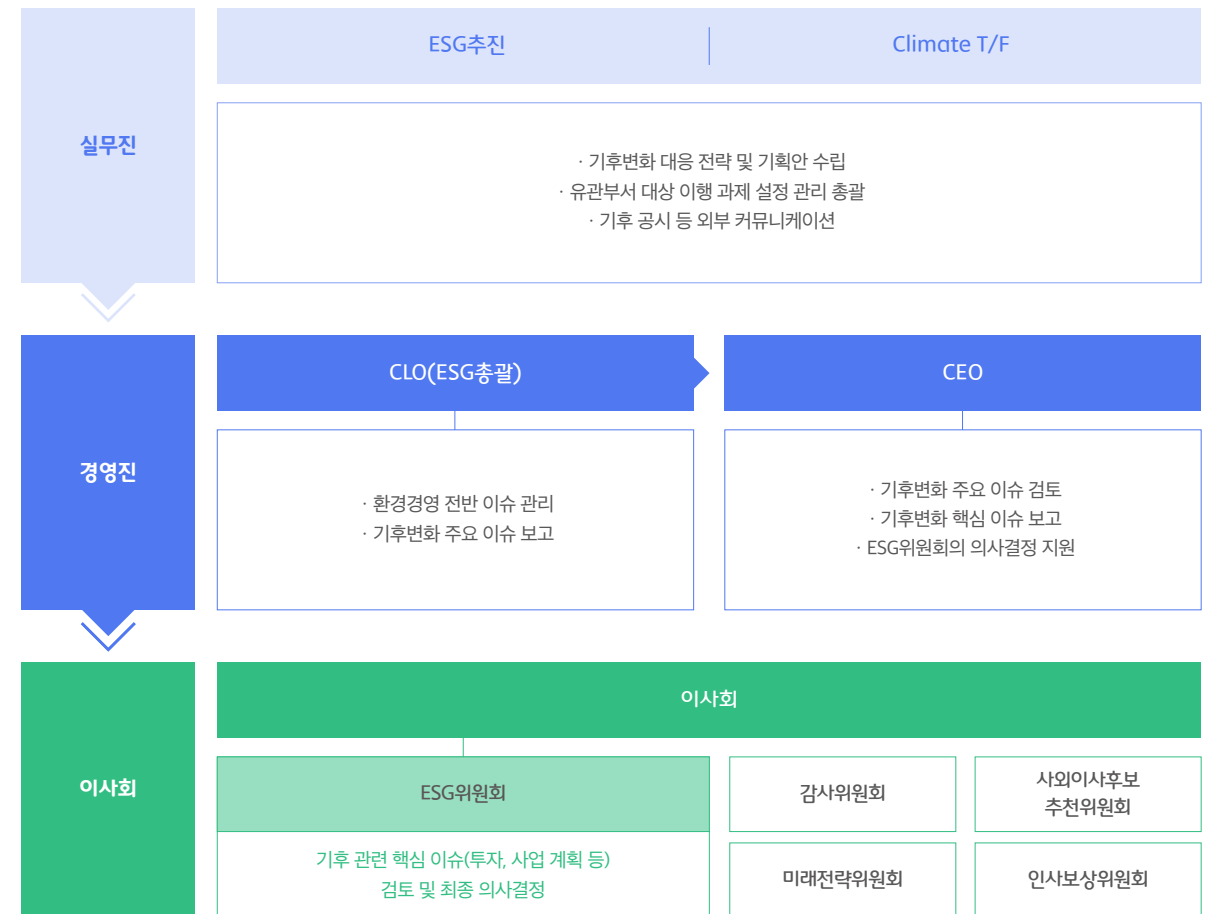 ESG추진
Climate T/F
실무진
· 기후변화 대응 전략 및 기획안 수립
· 유관부서 대상 이행 과제 설정 관리 총괄
· 기후 공시 등 외부 커뮤니케이션
경영진
CLO(ESG총괄)
CEO
· 환경경영 전반 이슈 관리
· 기후변화 주요 이슈 보고
· 기후변화 주요 이슈 검토
· 기후변화 핵심 이슈 보고
· ESG위원회의 의사결정 지원
이사회
이사회
ESG위원회
기후 관련 핵심 이슈(투자, 사업 계획 등)
검토 및 최종 의사결정
감사위원회
사외이사후보
추천위원회
미래전략위원회
인사보상위원회